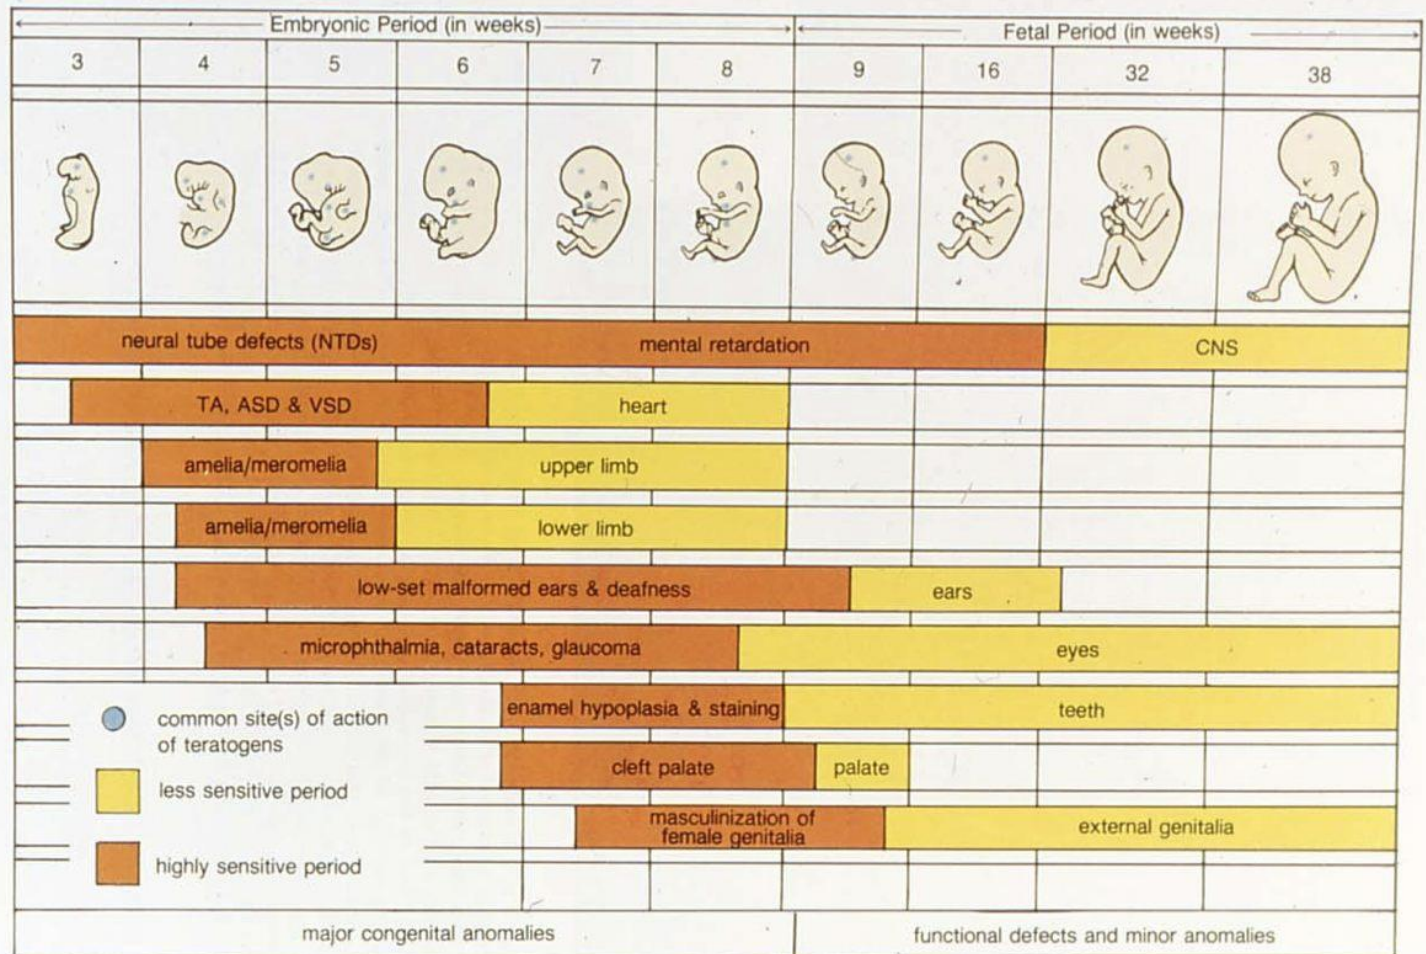 Embryonic Period (in weeks)
Fetal Period (in weeks)
3 4 5 6 7 8 9 16 32 38
neural tube defects (NTDs) mental retardation CNS
TA, ASD & VSD heart
amelia/meromelia upper limb
amelia/meromelia lower limb
low-set malformed ears & deafness ears
microphthalmia, cataracts, glaucoma eyes
enamel hypoplasia & staining teeth
cleft palate palate
masculinization of
female genitalia
external genitalia
common site(s) of action
of teratogens
less sensitive period
highly sensitive period
major congenital anomalies
functional defects and minor anomalies